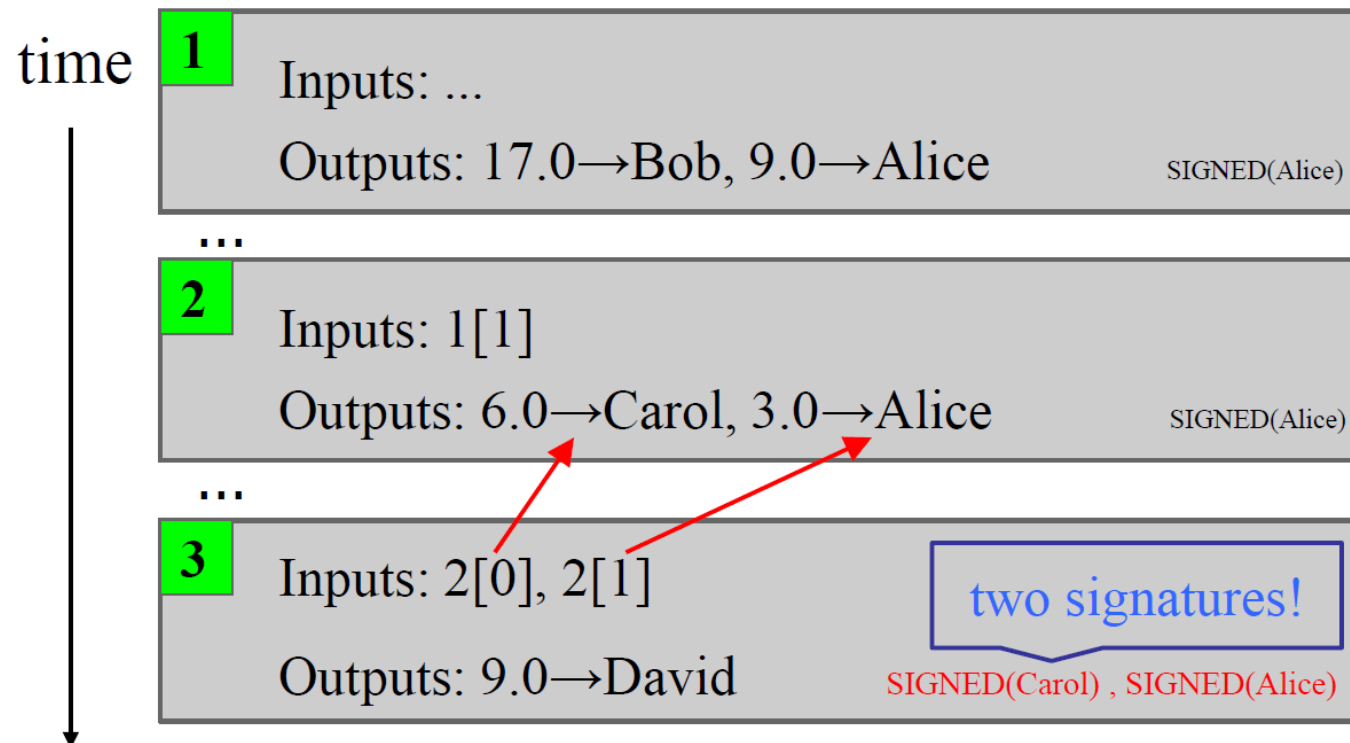 time
1
Inputs: ...
Outputs: 17.0→Bob, 9.0→Alice SIGNED(Alice)
...
2
Inputs: 1[1]
Outputs: 6.0→Carol, 3.0→Alice SIGNED(Alice)
...
3
Inputs: 2[0], 2[1]
two signatures!
Outputs: 9.0→David SIGNED(Carol) , SIGNED(Alice)